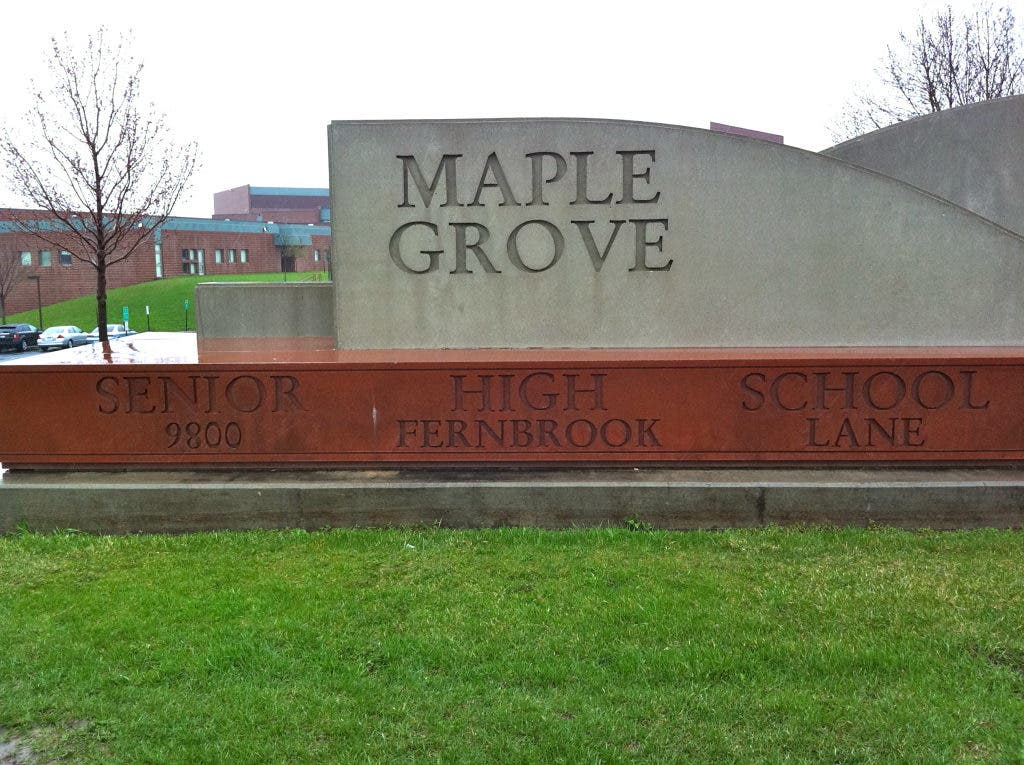 MAPLE
GROVE
SENIOR HIGH SCHOOL
9800 FERNBROOK LANE